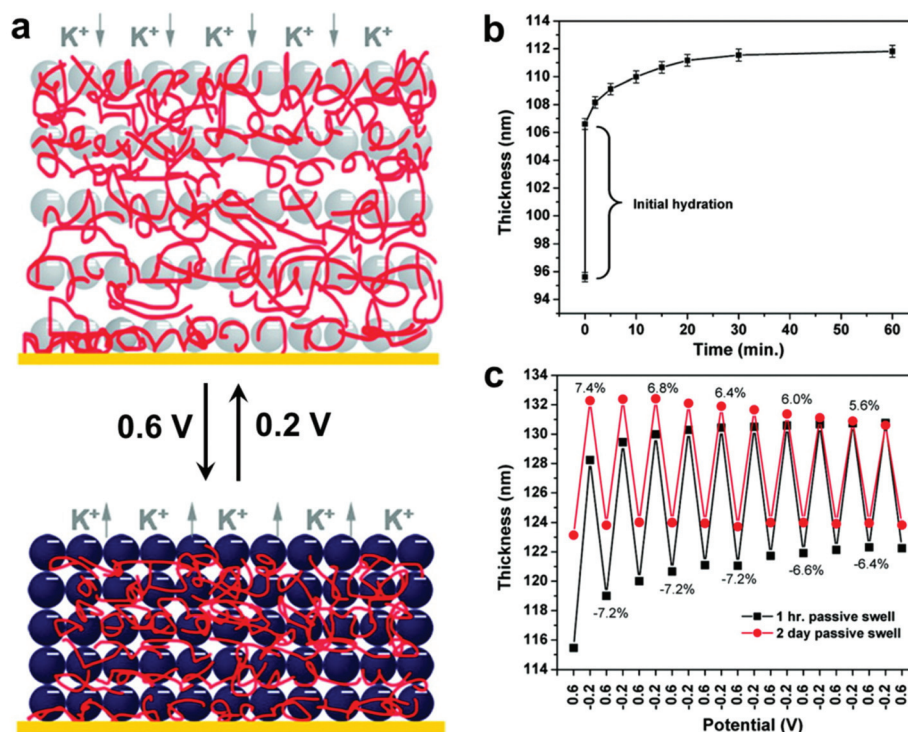 a
K⁺ K⁺ K⁺ K⁺ K⁺
0.6 V 0.2 V
K⁺ K⁺ K⁺ K⁺ K⁺
b
Thickness (nm)
114
112
110
108
106
104
102
100
98
96
94
Initial hydration
0 10 20 30 40 50 60
Time (min.)
c
Thickness (nm)
134
132
130
128
126
124
122
120
118
116
114
7.4% 6.8% 6.4% 6.0% 5.6%
-7.2% -7.2% -7.2% -6.6% -6.4%
1 hr. passive swell
2 day passive swell
0.6 -0.2 0.6 -0.2 0.6 -0.2 0.6 -0.2 0.6 -0.2 0.6 -0.2 0.6 -0.2 0.6 -0.2 0.6 -0.2 0.6 -0.2 0.6
Potential (V)